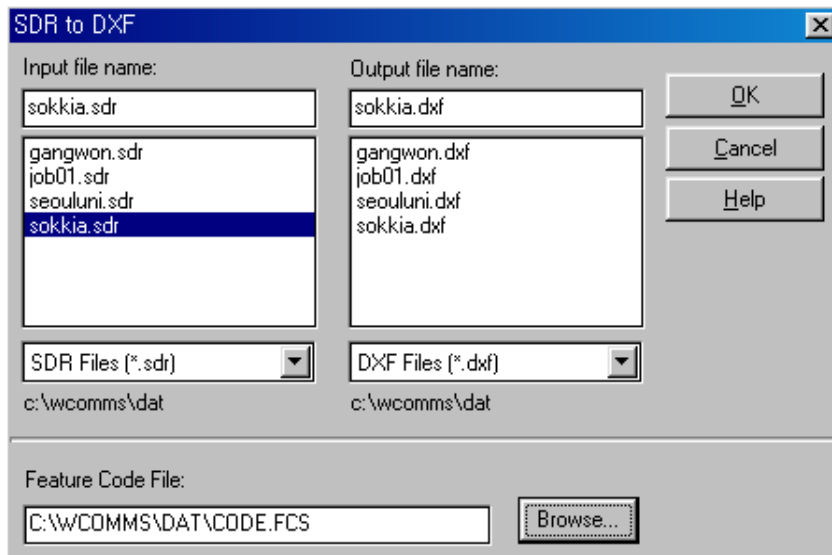 SDR to DXF
Input file name:
sokkia.sdr
gangwon.sdr
job01.sdr
seouluni.sdr
sokkia.sdr
SDR Files (*.sdr)
c:\wcomms\dat
Output file name:
sokkia.dxf
gangwon.dxf
job01.dxf
seouluni.dxf
sokkia.dxf
DXF Files (*.dxf)
c:\wcomms\dat
OK
Cancel
Help
Feature Code File:
C:\WCOMMS\DAT\CODE.FCS
Browse...